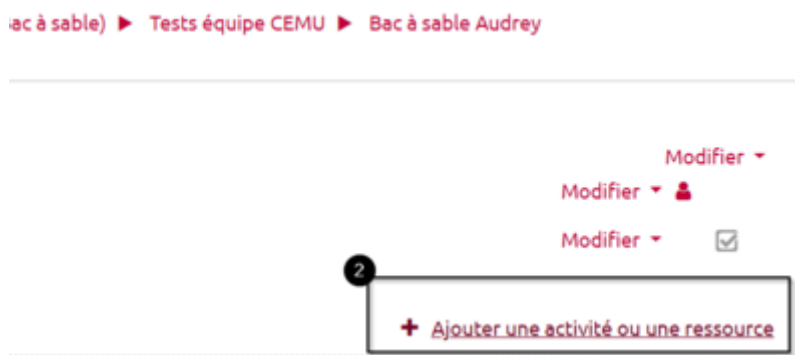 ac à sable) ▶ Tests équipe CEMU ▶ Bac à sable Audrey
Modifier
Modifier
Modifier
2
Ajouter une activité ou une ressource